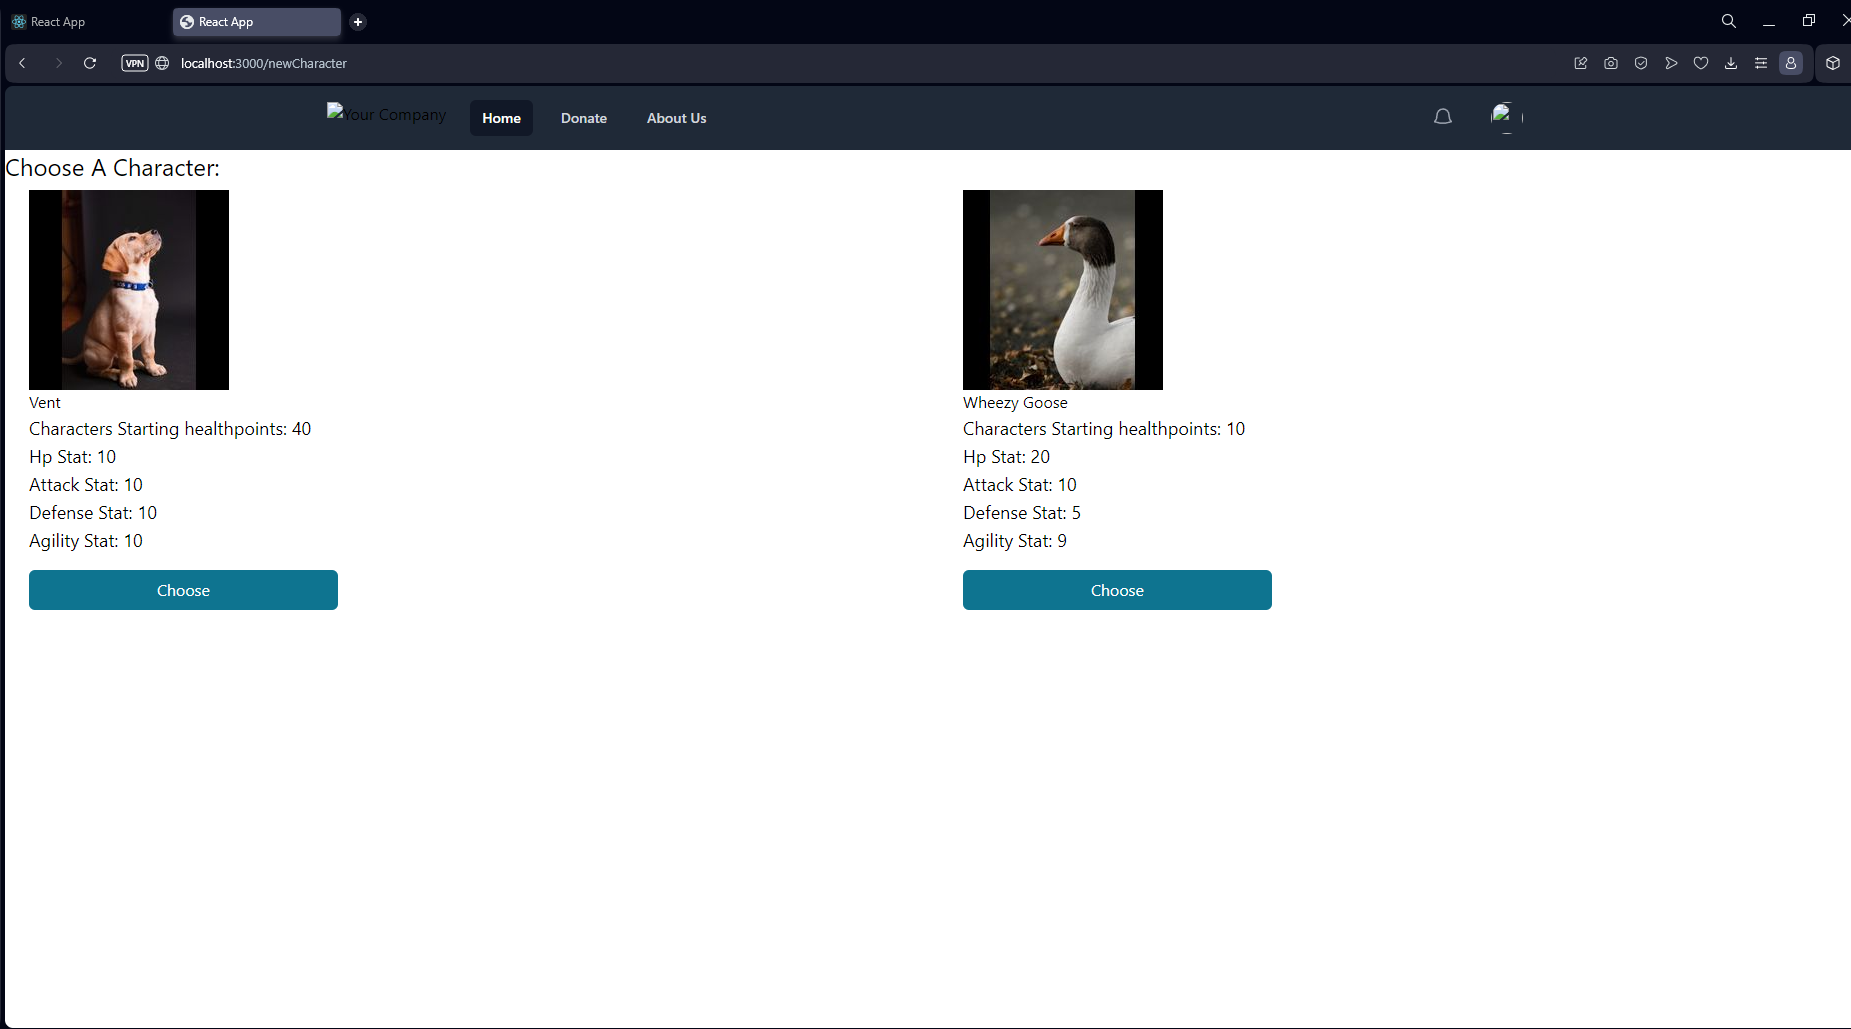 React App
React App
VPN
localhost:3000/newCharacter
Your Company
Home
Donate
About Us
Choose A Character:
Vent
Characters Starting healthpoints: 40
Hp Stat: 10
Attack Stat: 10
Defense Stat: 10
Agility Stat: 10
Choose
Wheezy Goose
Characters Starting healthpoints: 10
Hp Stat: 20
Attack Stat: 10
Defense Stat: 5
Agility Stat: 9
Choose